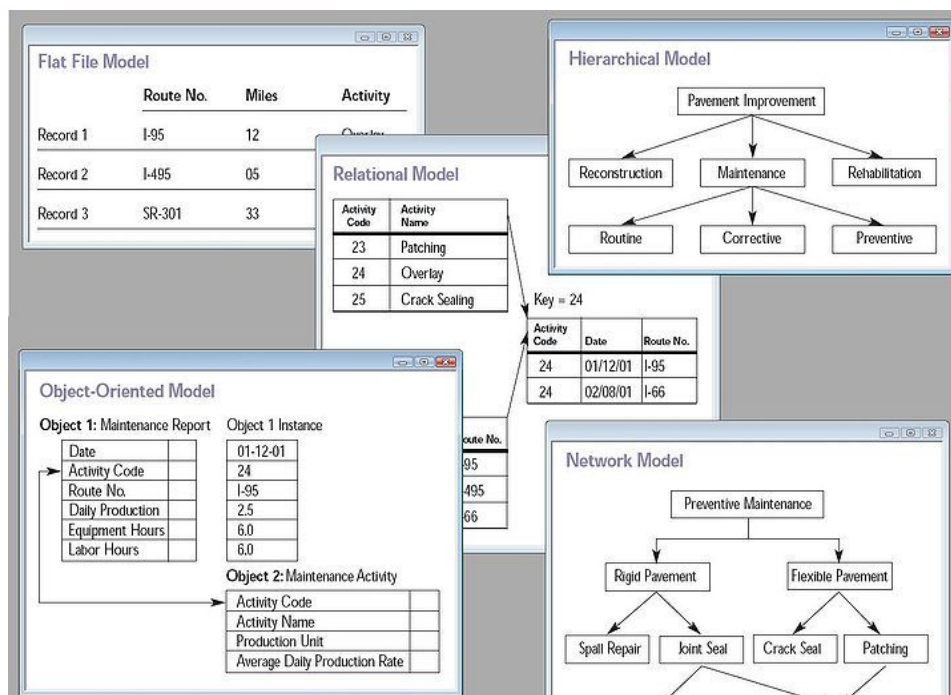 Flat File Model
Route No. Miles Activity
Record 1 I-95 12 Overlay
Record 2 I-495 05
Record 3 SR-301 33
Hierarchical Model
Pavement Improvement
Reconstruction Maintenance Rehabilitation
Routine Corrective Preventive
Relational Model
Activity Code Activity Name
23 Patching
24 Overlay
25 Crack Sealing
Key = 24
Activity Code Date Route No.
24 01/12/01 I-95
24 02/08/01 I-66
oute No.
-95
-495
-66
Object-Oriented Model
Object 1: Maintenance Report Object 1 Instance
Date 01-12-01
Activity Code 24
Route No. I-95
Daily Production 2.5
Equipment Hours 6.0
Labor Hours 6.0
Object 2: Maintenance Activity
Activity Code
Activity Name
Production Unit
Average Daily Production Rate
Network Model
Preventive Maintenance
Rigid Pavement Flexible Pavement
Spall Repair Joint Seal Crack Seal Patching